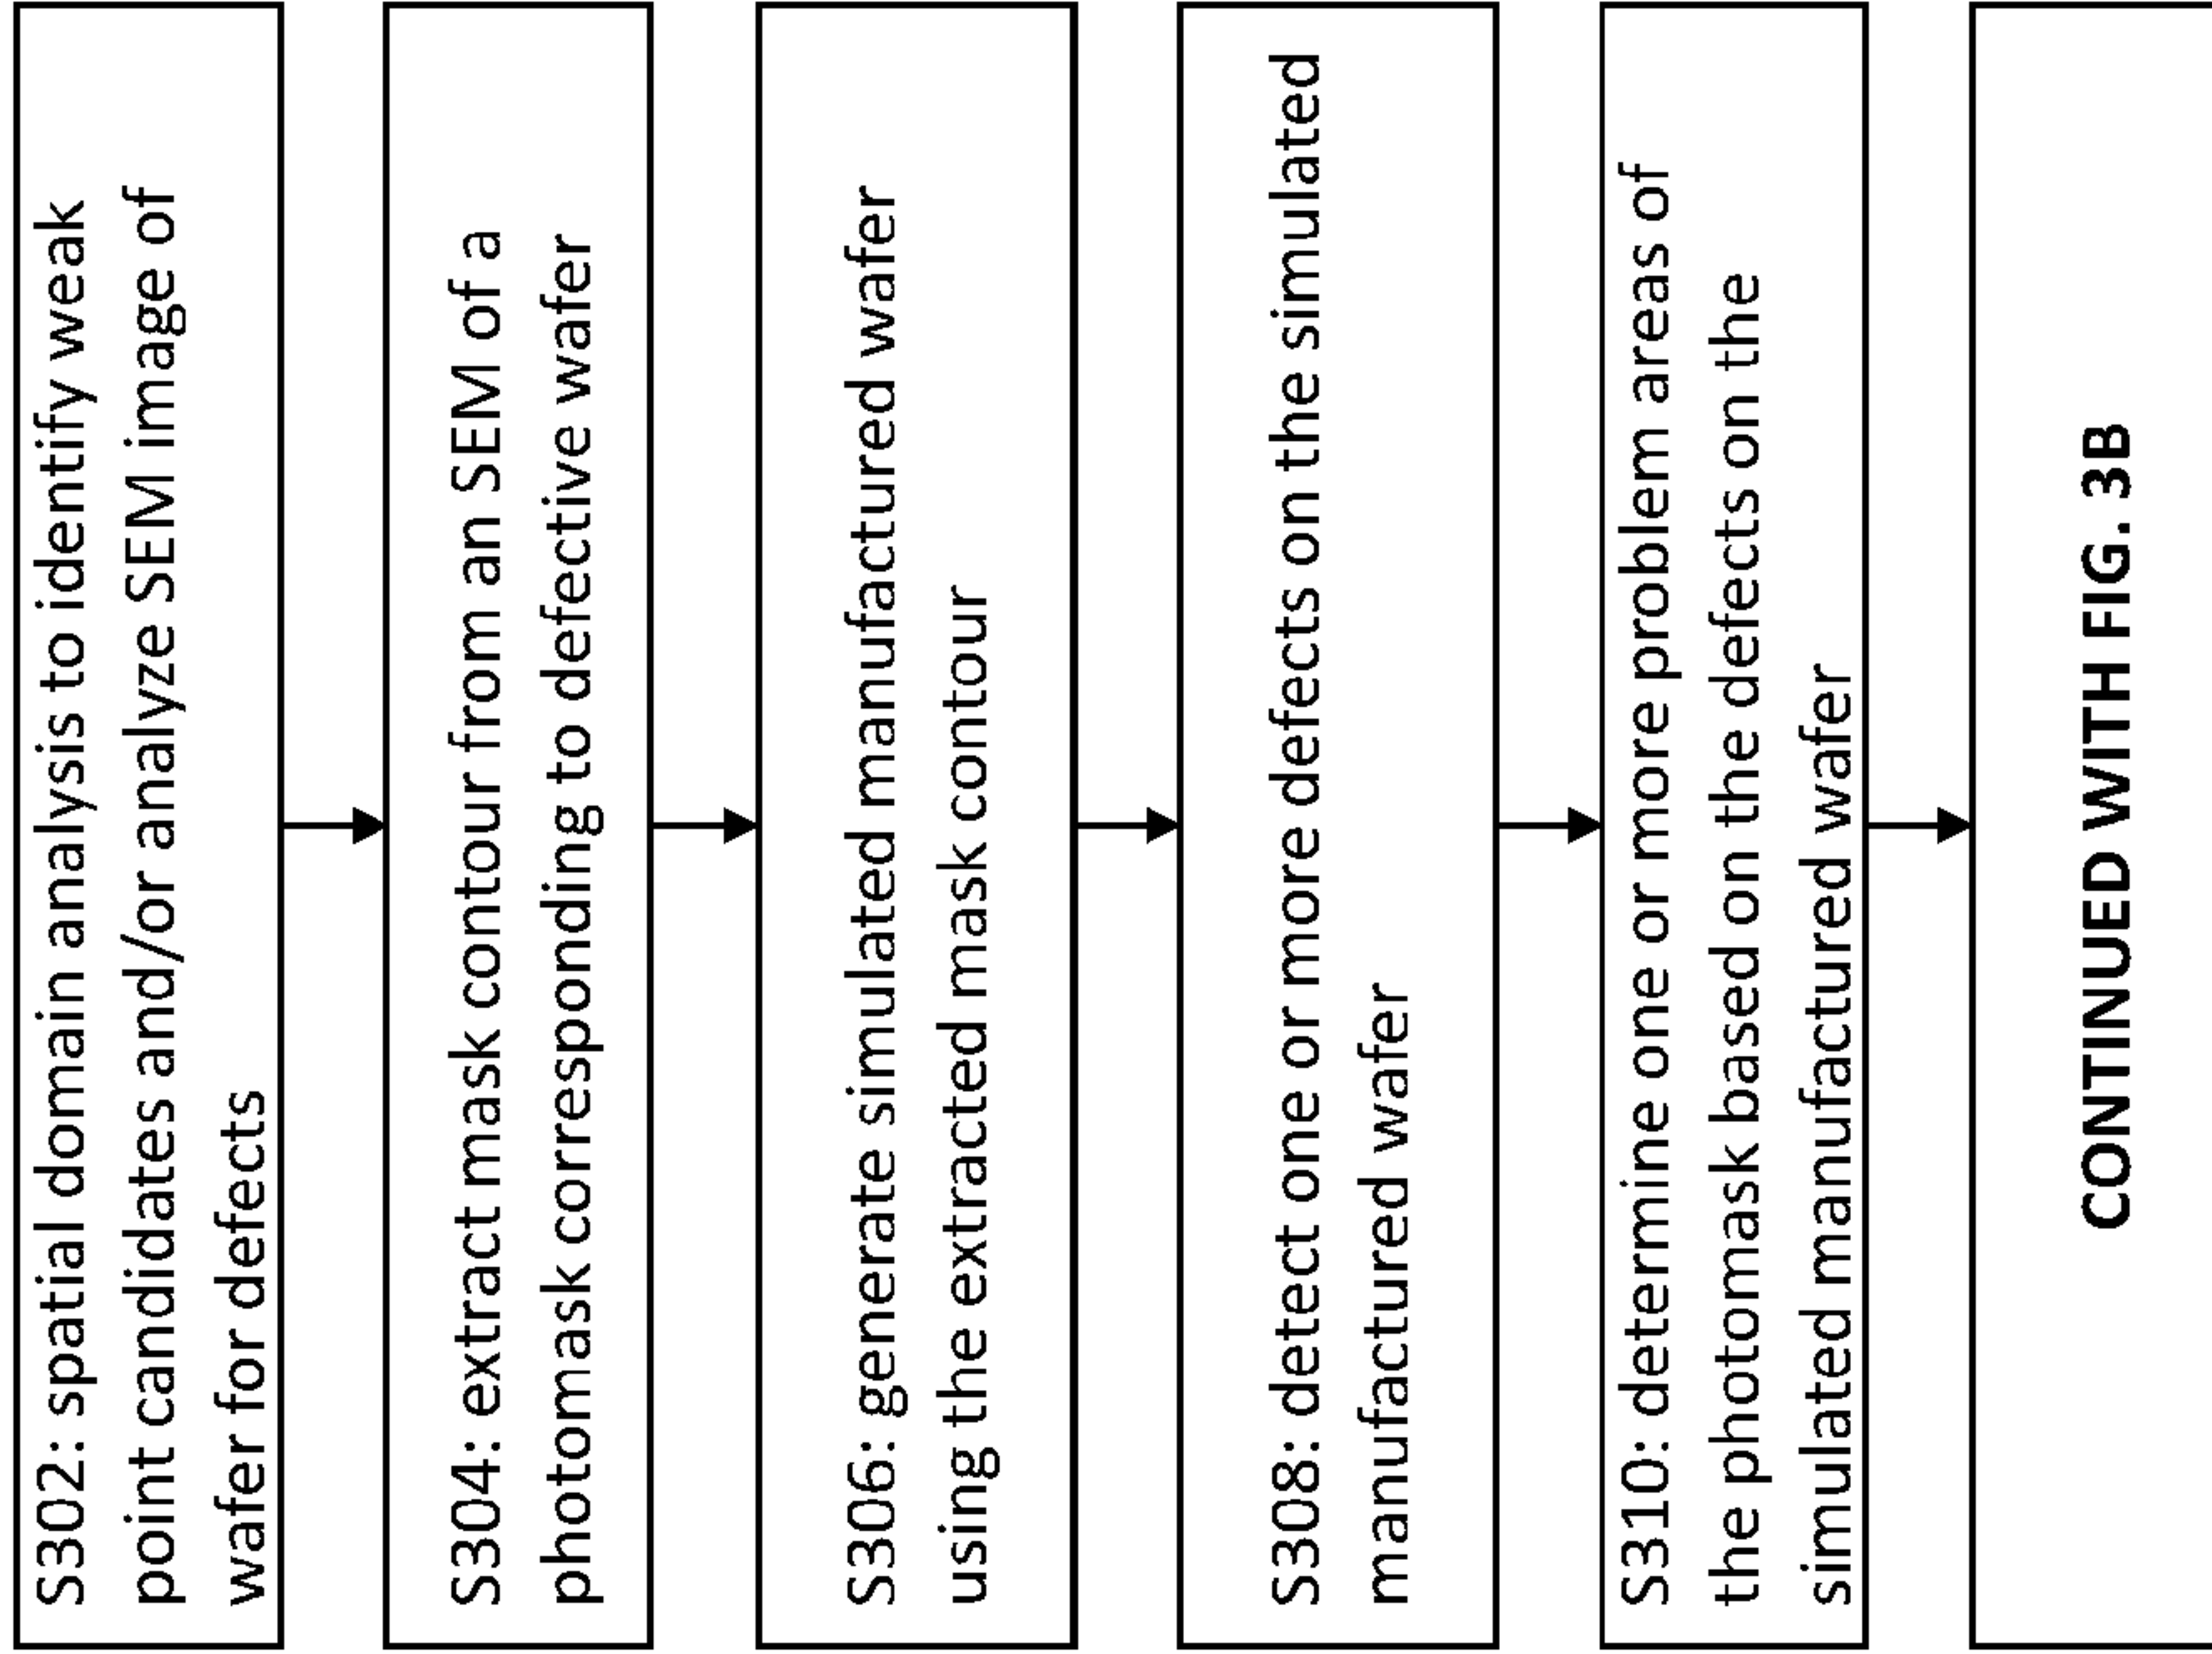 S302: spatial domain analysis to identify weak
point candidates and/or analyze SEM image of
wafer for defects
S304: extract mask contour from an SEM of a
photomask corresponding to defective wafer
S306: generate simulated manufactured wafer
using the extracted mask contour
S308: detect one or more defects on the simulated
manufactured wafer
S310: determine one or more problem areas of
the photomask based on the defects on the
simulated manufactured wafer
CONTINUED WITH FIG. 3B